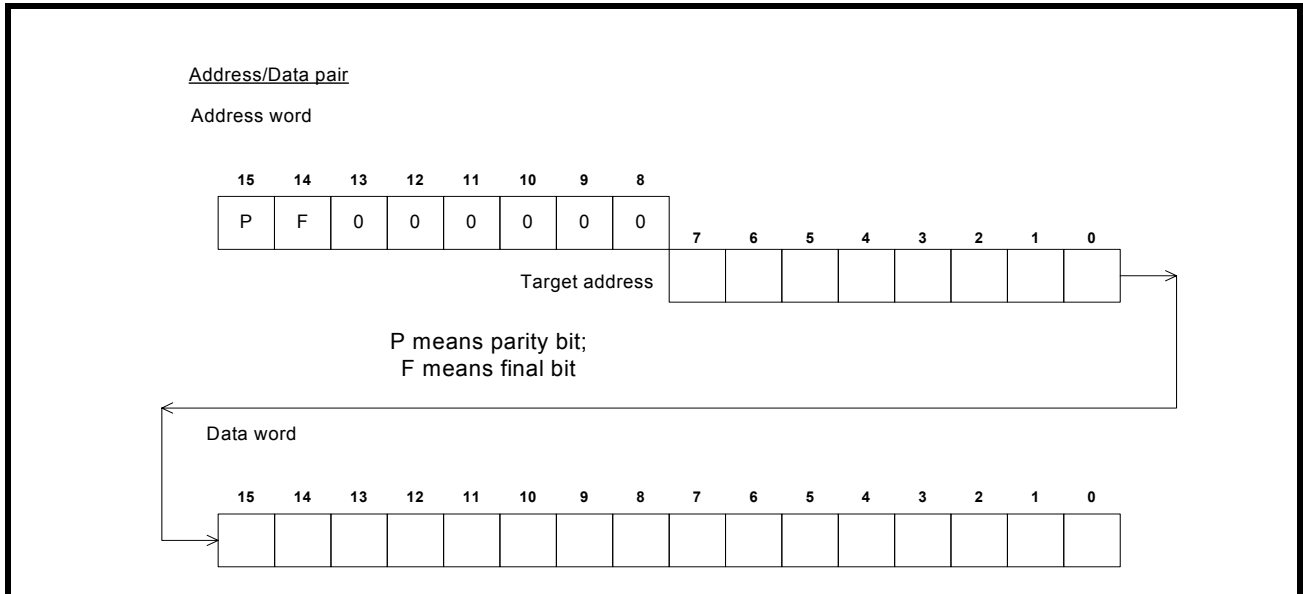 Address/Data pair
Address word
15 14 13 12 11 10 9 8
P F 0 0 0 0 0 0
7 6 5 4 3 2 1 0
Target address
P means parity bit;
F means final bit
Data word
15 14 13 12 11 10 9 8 7 6 5 4 3 2 1 0